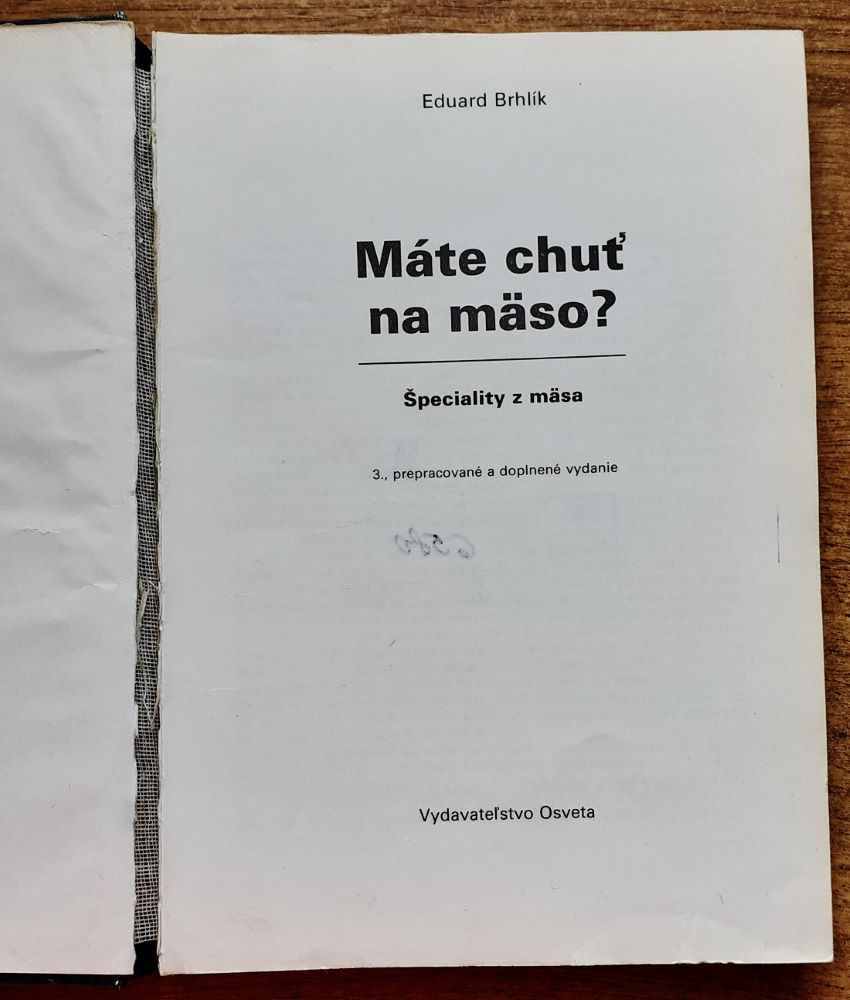 Eduard Brhlík
Máte chuť
na mäso?
Špeciality z mäsa
3., prepracované a doplnené vydanie
Vydavateľstvo Osveta